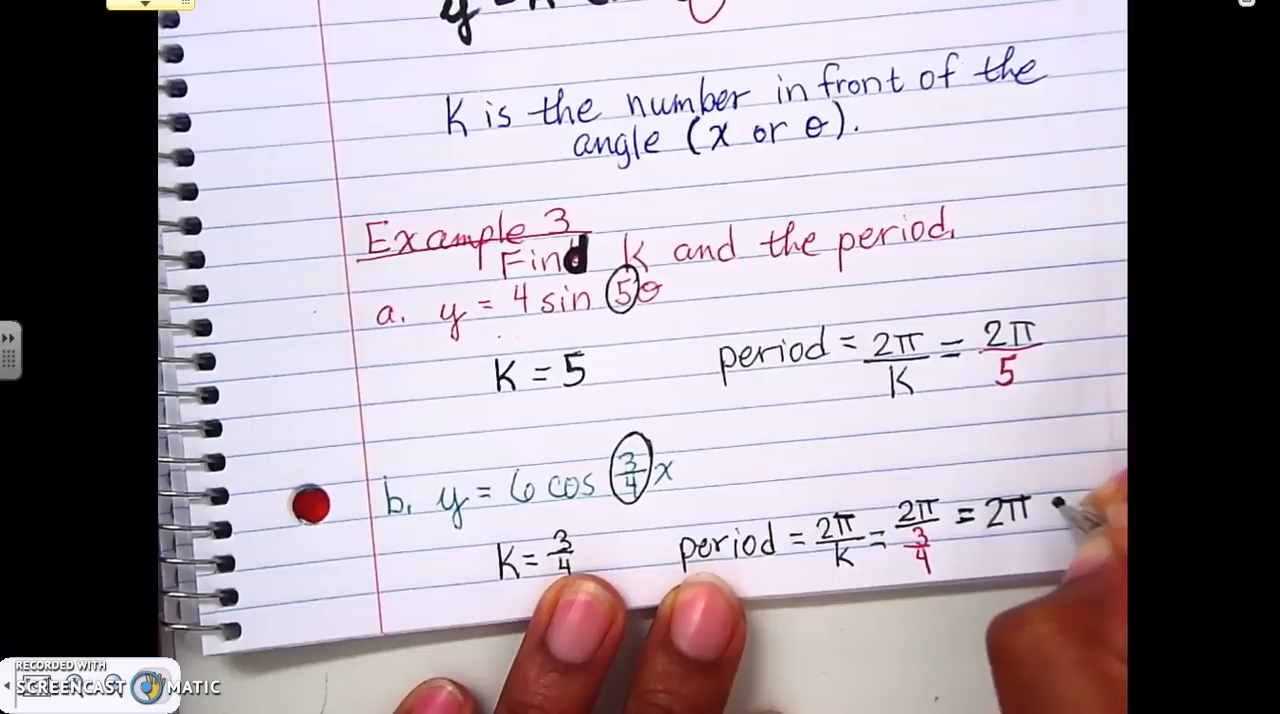 K is the number in front of the
angle (x or θ).
Example 3
Find K and the period.
a. y = 4 sin 5θ
K = 5
period = 2π/K = 2π/5
b. y = 6 cos 3/4 x
K = 3/4
period = 2π/K = 2π/(3/4) = 2π ·
RECORDED WITH
SCREENCAST MATIC